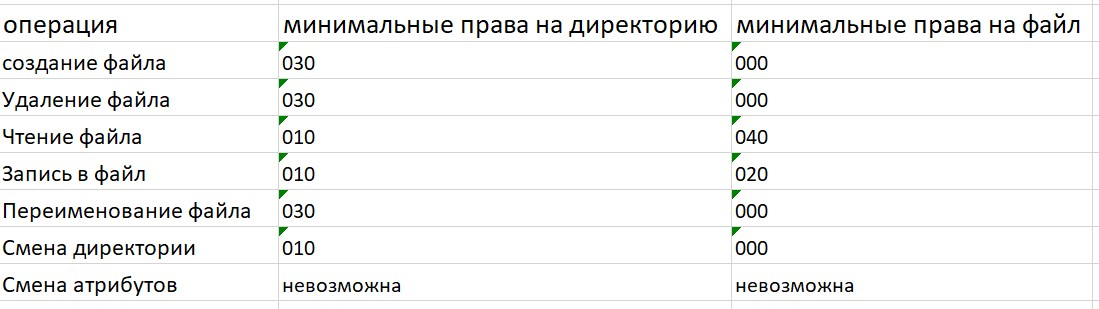 операция минимальные права на директорию минимальные права на файл
создание файла 030 000
Удаление файла 030 000
Чтение файла 010 040
Запись в файл 010 020
Переименование файла 030 000
Смена директории 010 000
Смена атрибутов невозможна невозможна